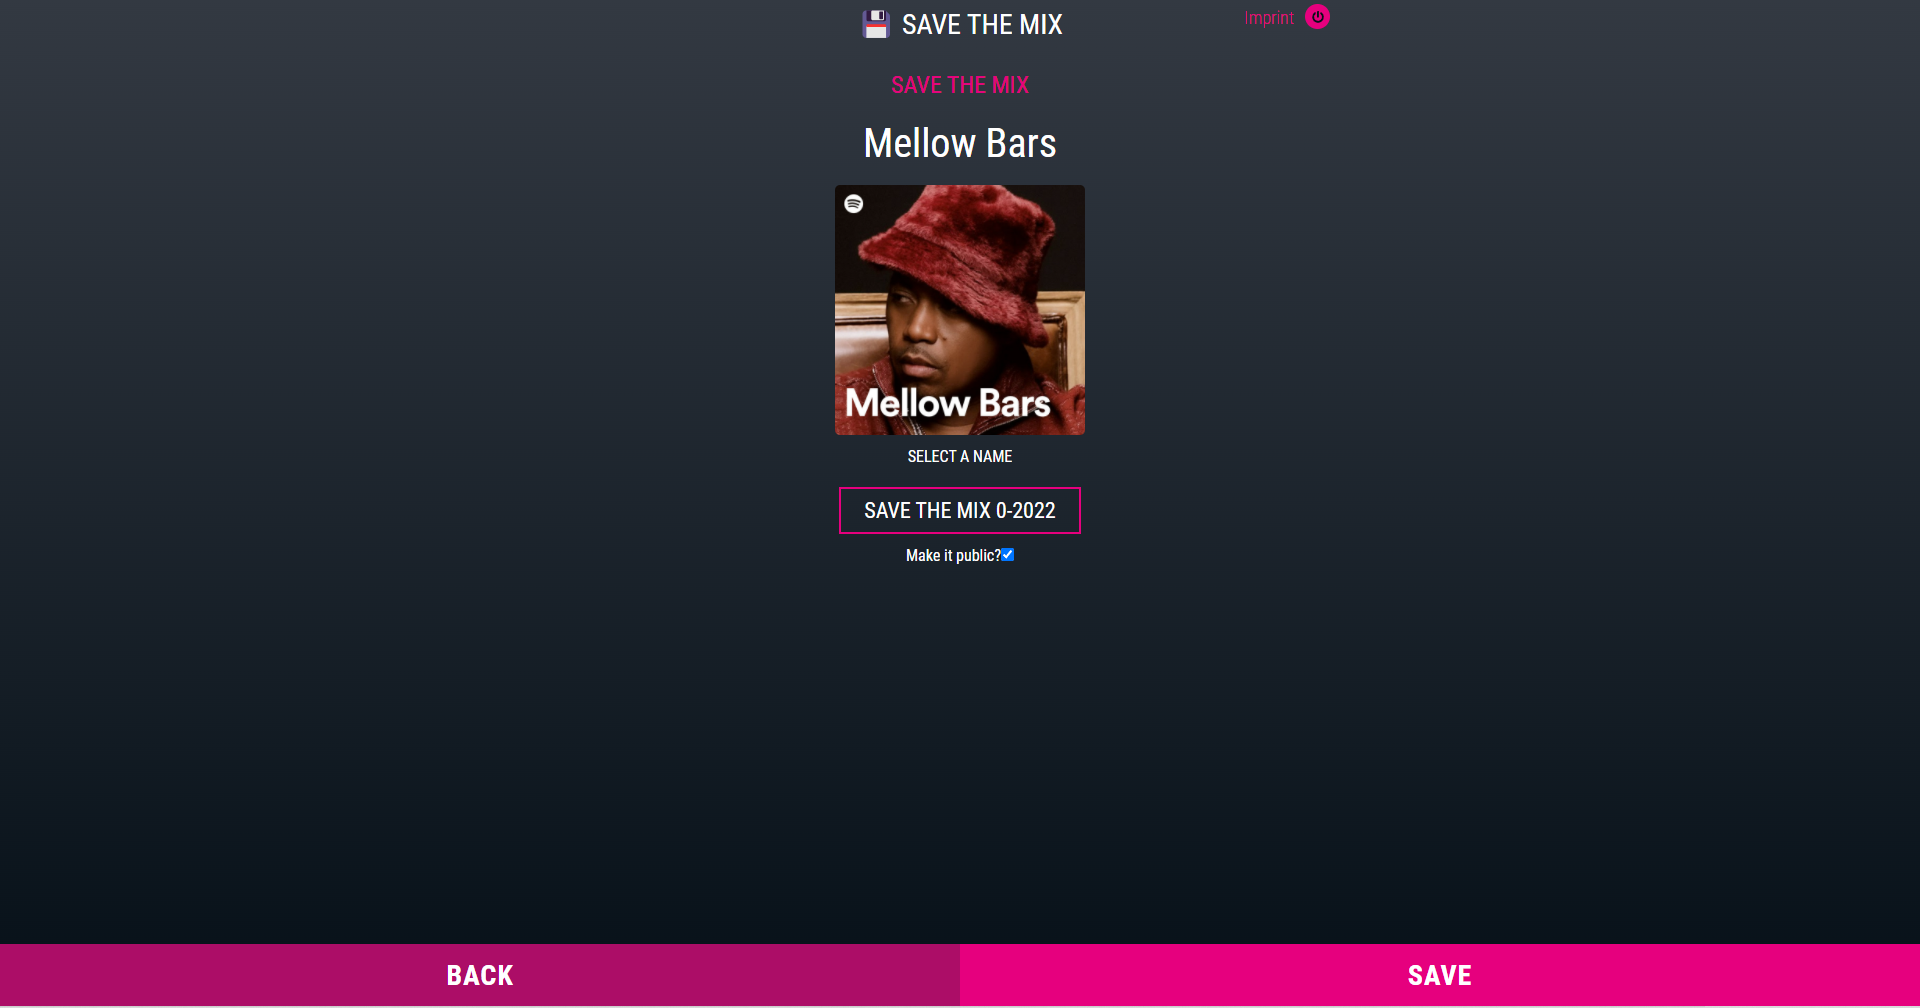 SAVE THE MIX
Imprint
SAVE THE MIX
Mellow Bars
Mellow Bars
SELECT A NAME
SAVE THE MIX 0-2022
Make it public?
BACK
SAVE